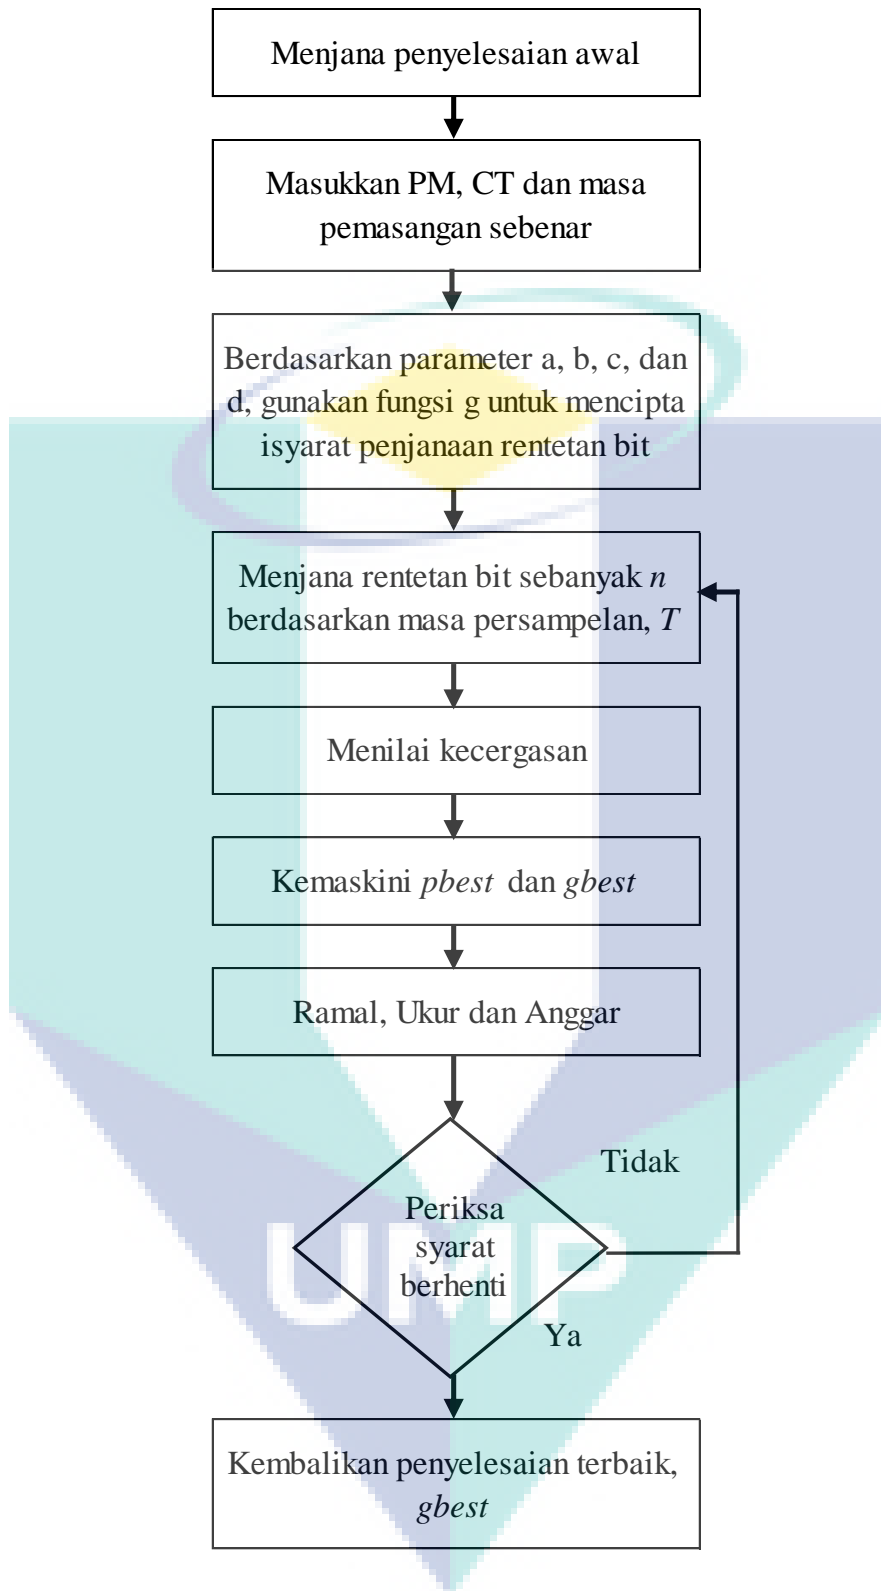 Menjana penyelesaian awal
Masukkan PM, CT dan masa
pemasangan sebenar
Berdasarkan parameter a, b, c, dan
d, gunakan fungsi g untuk mencipta
isyarat penjanaan rentetan bit
Menjana rentetan bit sebanyak n
berdasarkan masa persampelan, T
Menilai kecergasan
Kemaskini pbest dan gbest
Ramal, Ukur dan Anggar
Tidak
Periksa
syarat
berhenti
UMP
Ya
Kembalikan penyelesaian terbaik,
gbest